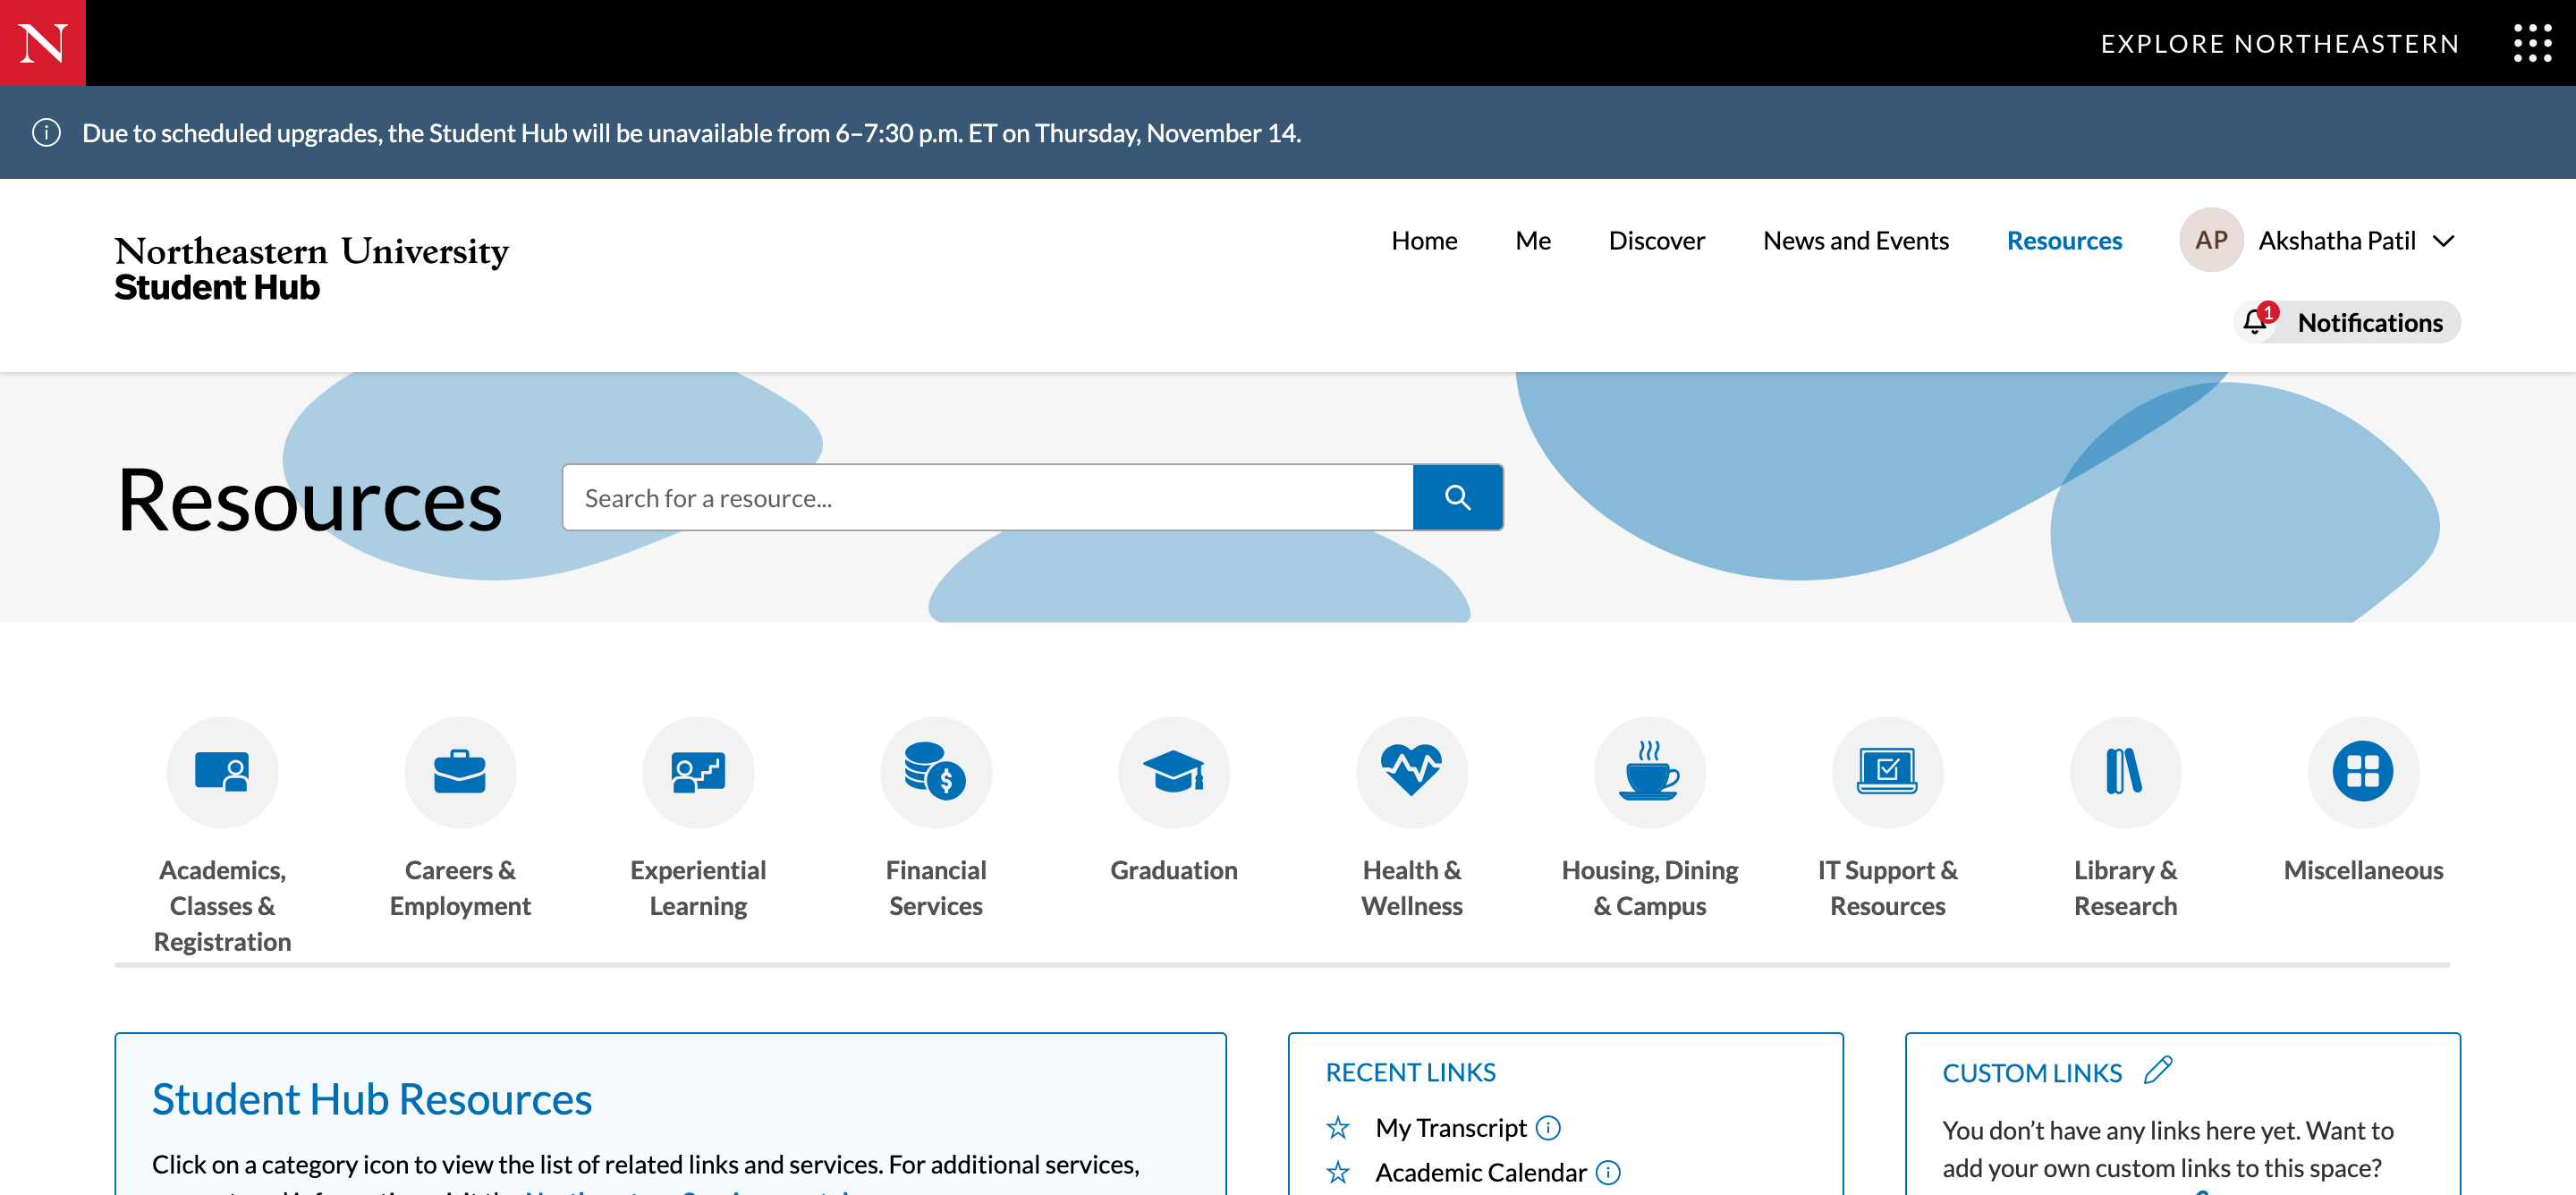 N
EXPLORE NORTHEASTERN
Due to scheduled upgrades, the Student Hub will be unavailable from 6–7:30 p.m. ET on Thursday, November 14.
Northeastern University
Student Hub
Home
Me
Discover
News and Events
Resources
AP
Akshatha Patil
1
Notifications
Resources
Search for a resource...
Academics,
Classes &
Registration
Careers &
Employment
Experiential
Learning
Financial
Services
Graduation
Health &
Wellness
Housing, Dining
& Campus
IT Support &
Resources
Library &
Research
Miscellaneous
Student Hub Resources
Click on a category icon to view the list of related links and services. For additional services,
RECENT LINKS
My Transcript
Academic Calendar
CUSTOM LINKS
You don’t have any links here yet. Want to
add your own custom links to this space?